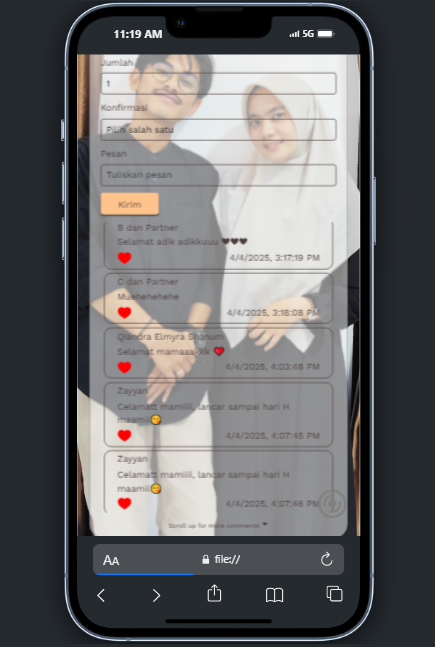 11:19 AM
5G
Jumlah
1
Konfirmasi
Pilih salah satu
Pesan
Tuliskan pesan
Kirim
B dan Partner
Selamat adik adikkuuu 🖤🖤🖤
4/4/2025, 3:17:19 PM
C dan Partner
Muehehehehe
4/4/2025, 3:18:08 PM
Qiandra Elmyra Shanum
Selamat mamaaa kk ❤️
4/4/2025, 4:03:48 PM
Zayyan
Celamatt mamiiii, lancar sampai hari H
maamii😘
4/4/2025, 4:07:45 PM
Zayyan
Celamatt mamiiii, lancar sampai hari H
maamii😘
4/4/2025, 4:07:46 PM
Scroll up for more comments
AA
file://